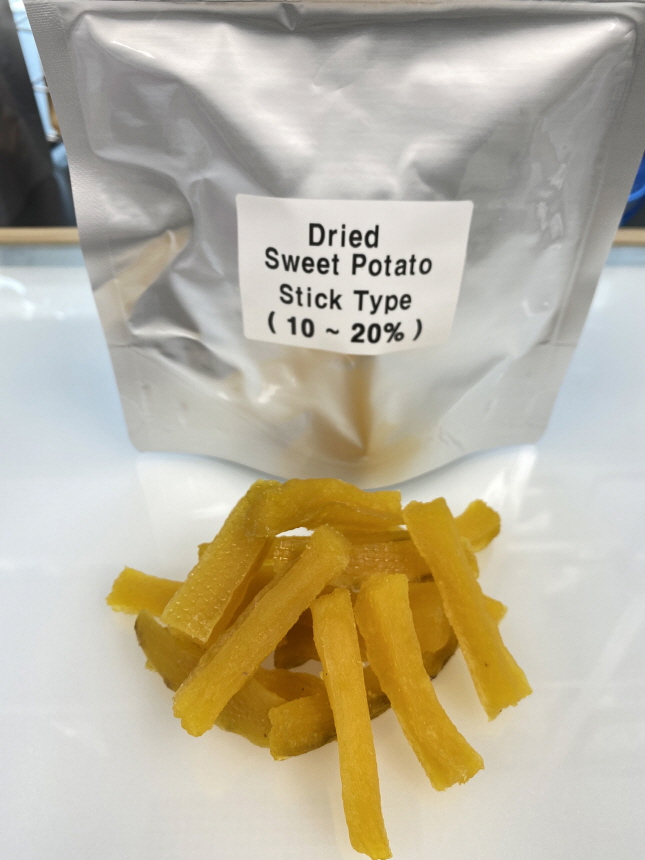 Dried
Sweet Potato
Stick Type
( 10 ~ 20% )